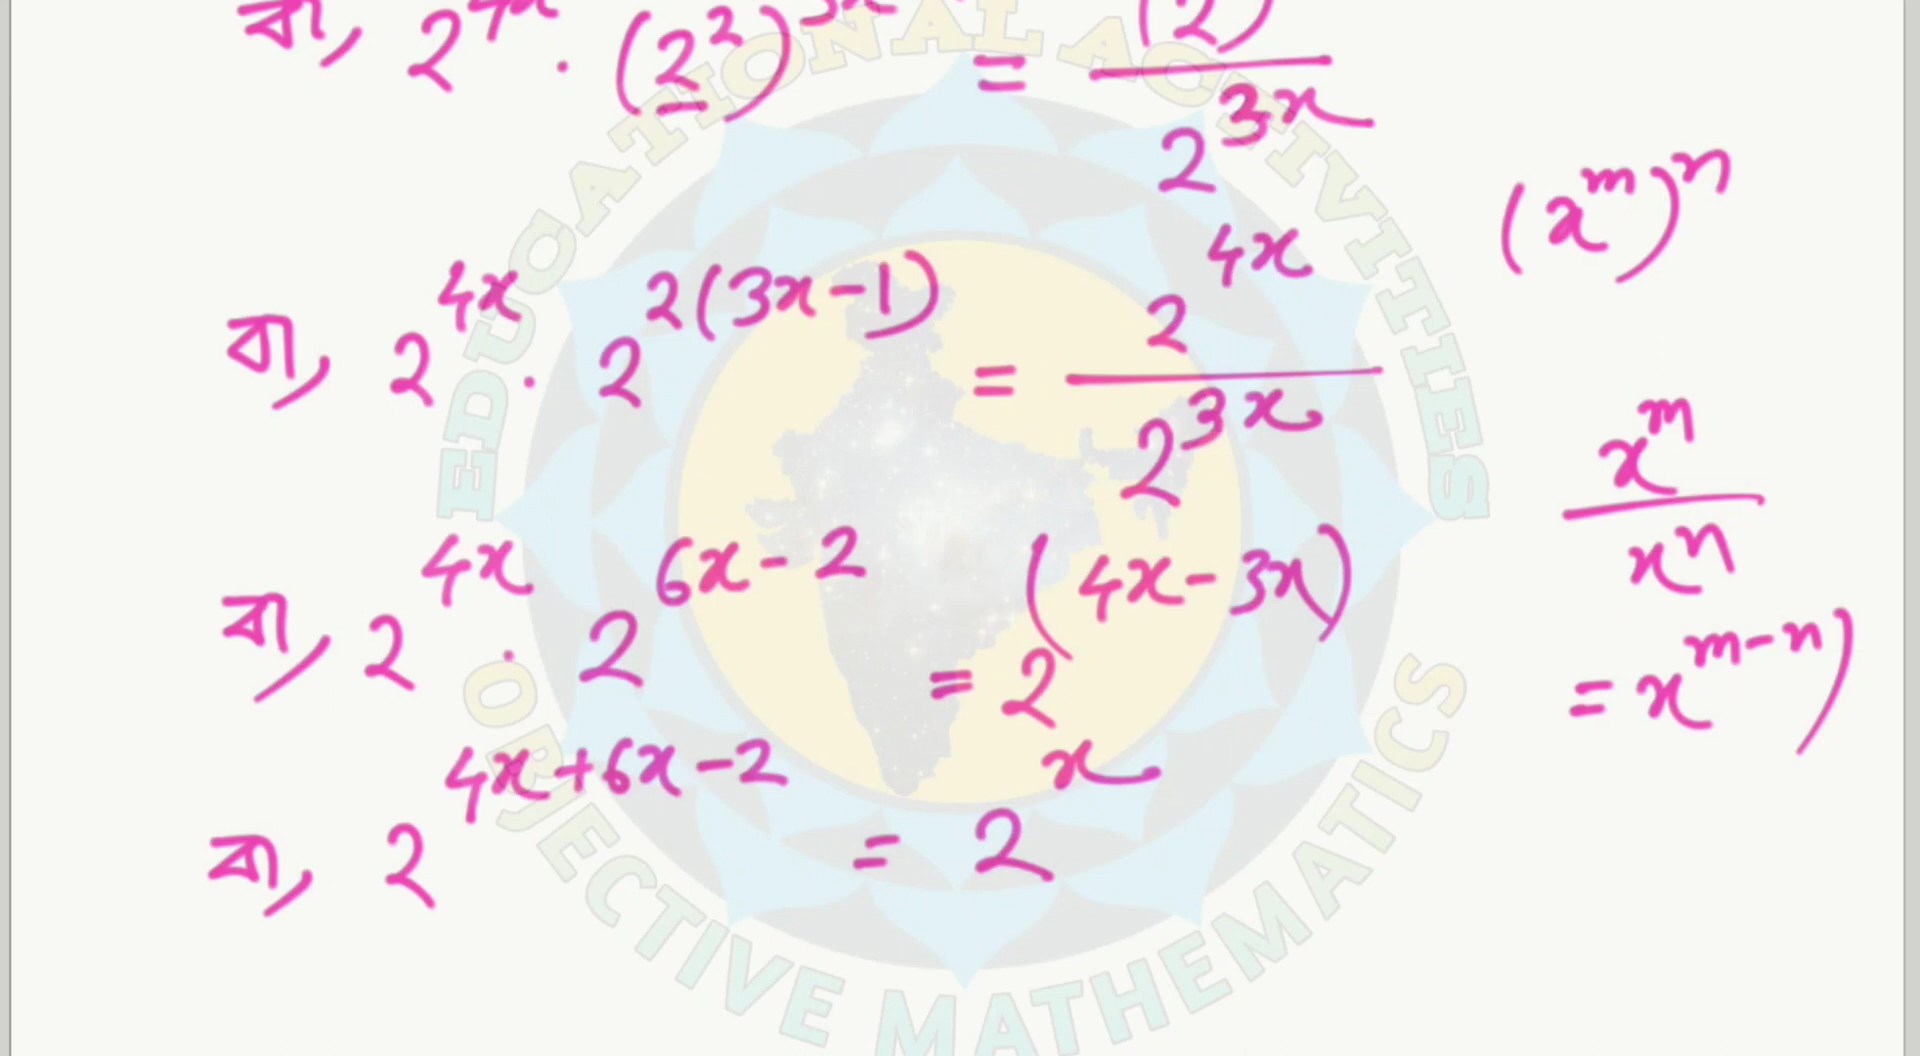 বা, 2^4x · (2^2)^3x = (2) / 2^3x
(x^m)^n
বা, 2^4x · 2^2(3x-1) = 2^4x / 2^3x
x^m / x^n
বা, 2^4x · 2^6x-2 = 2^(4x-3x)
= x^m-n)
বা, 2^4x+6x-2 = 2^x
EDUCATIONAL ACTIVITIES
OBJECTIVE MATHEMATICS